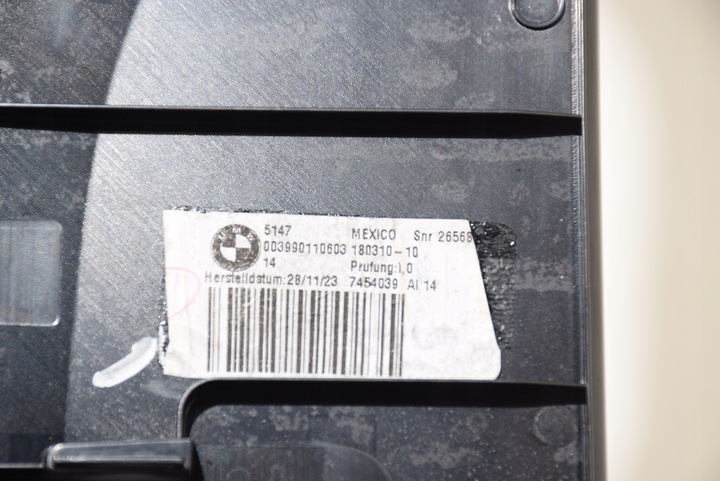 5147 MEXICO Snr 26568
003990110603 180310-10
14 Prufung:I,0
Herstelldatum:28/11/23 7454039 AI 14